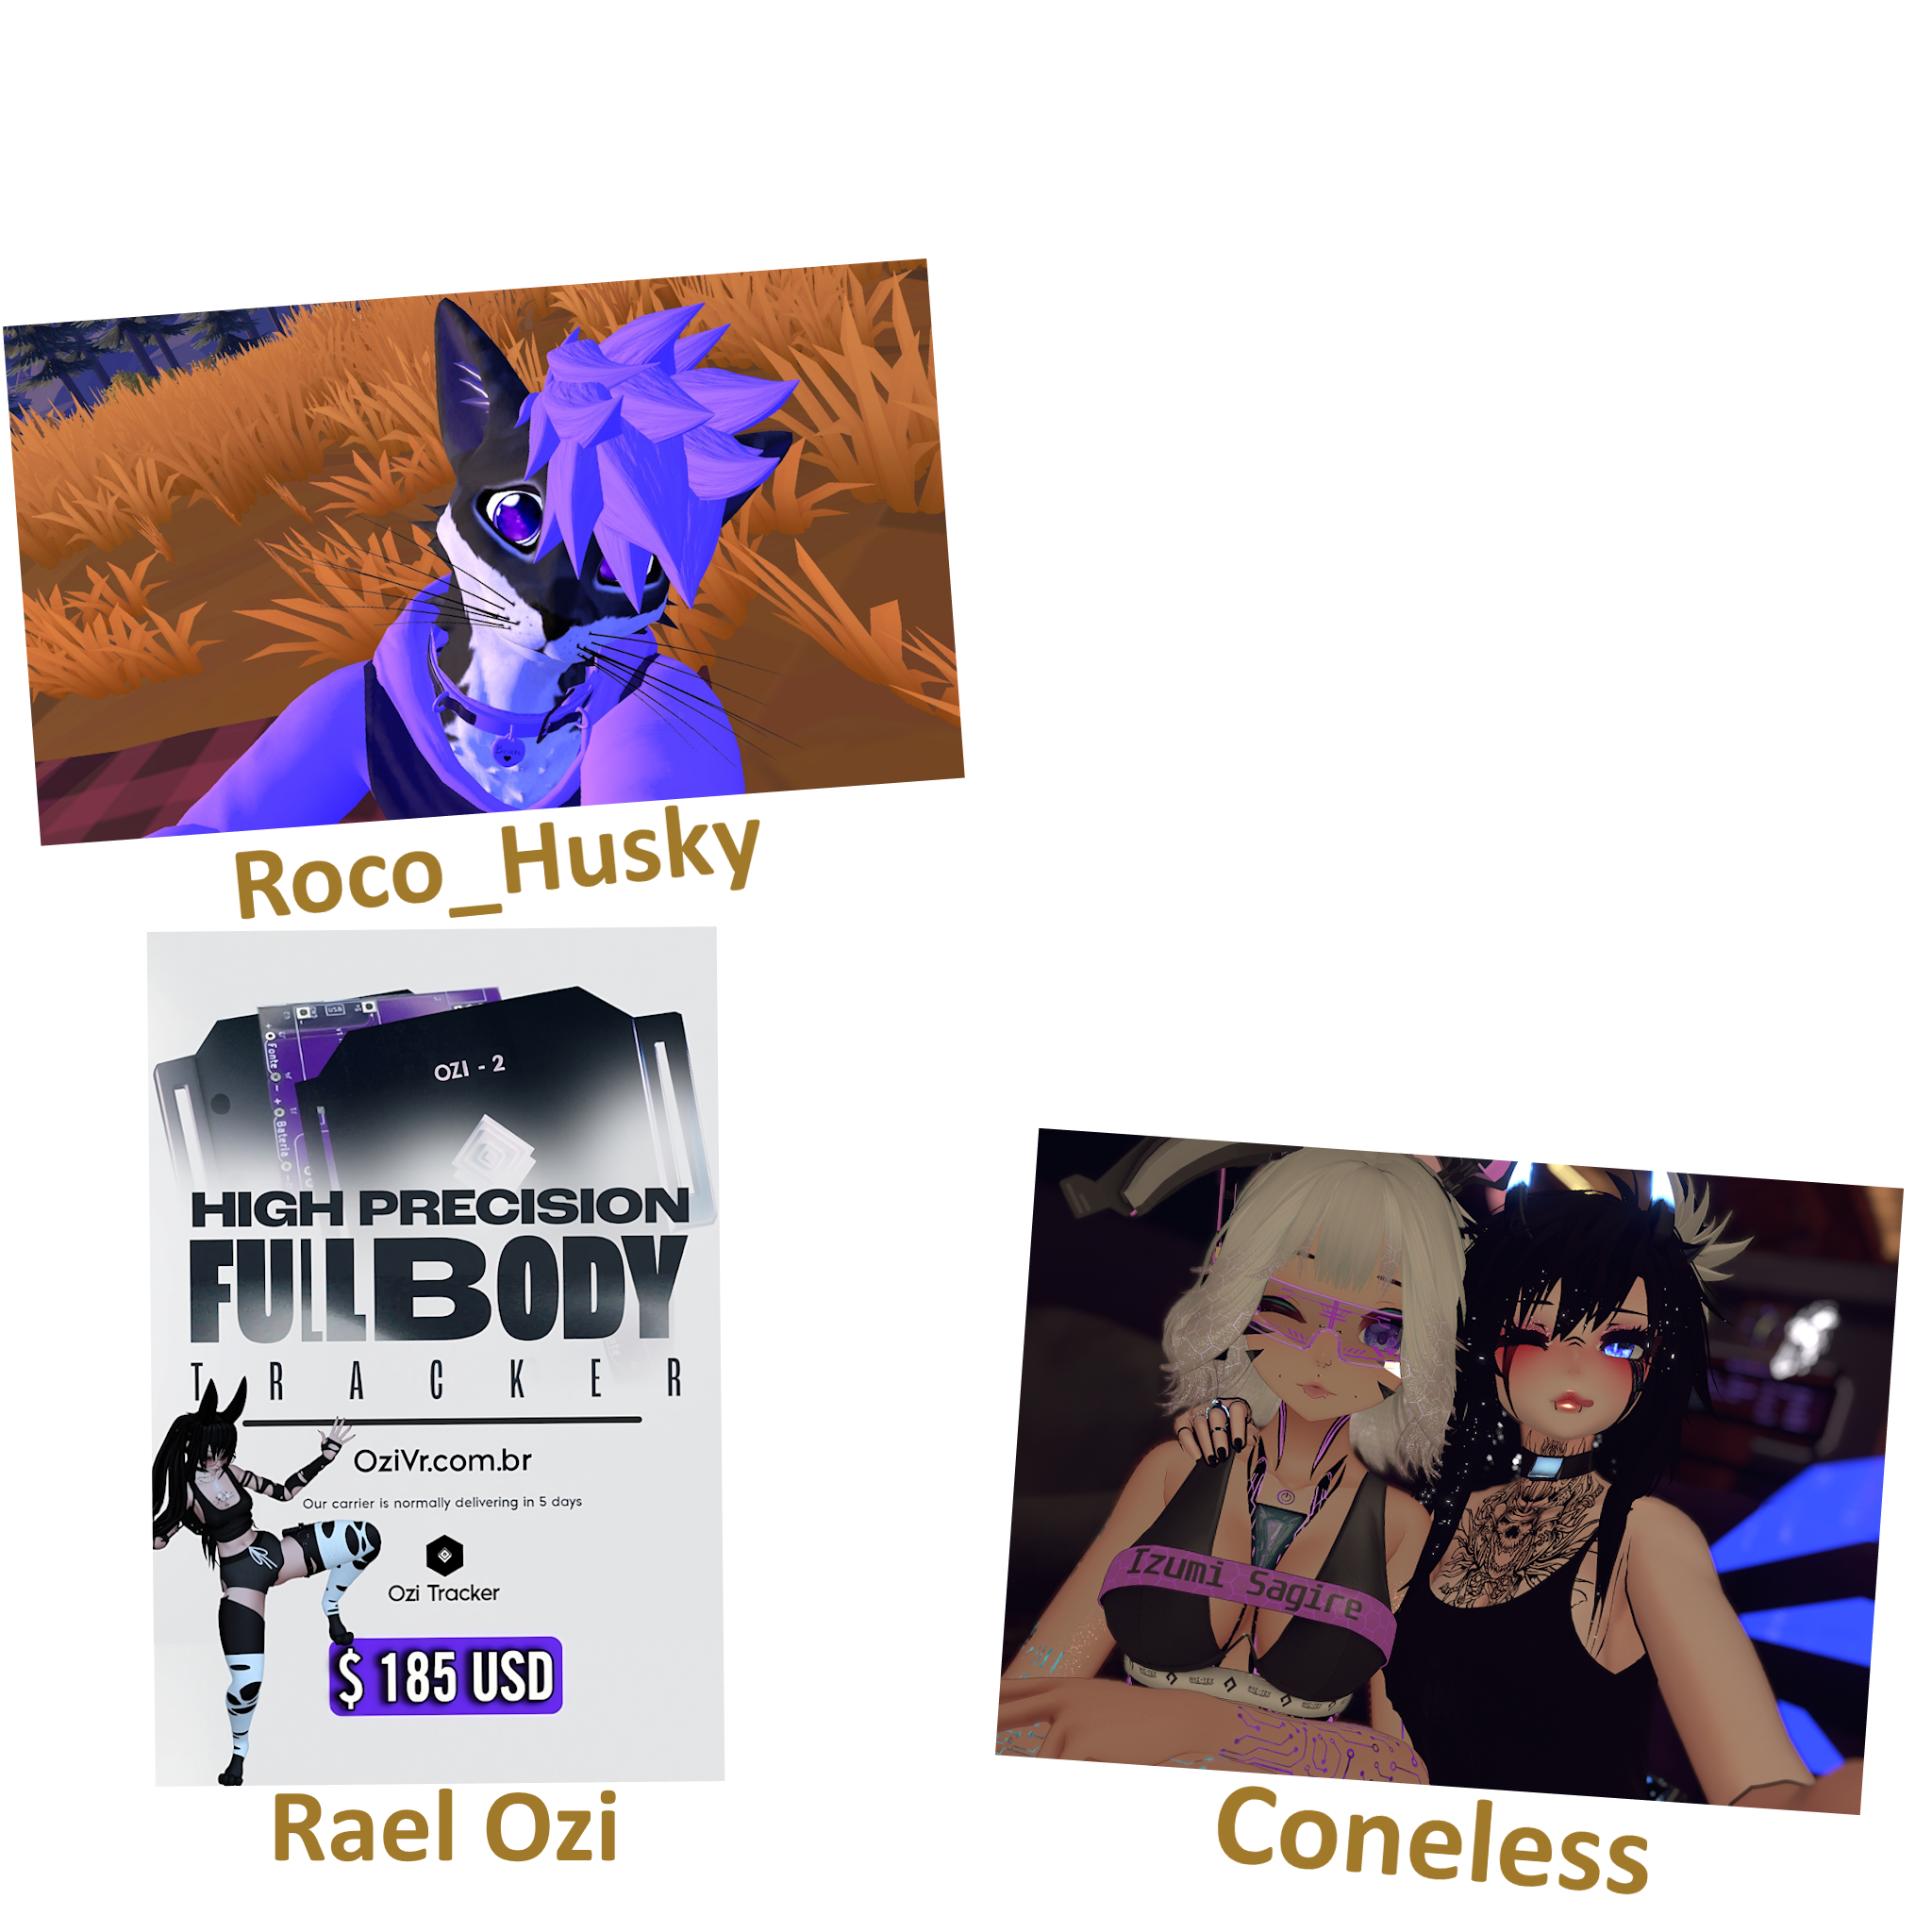 Roco_Husky
OZI - 2
Fonte
Bateria
HIGH PRECISION
FULLBODY
TRACKER
OziVr.com.br
Our carrier is normally delivering in 5 days
Ozi Tracker
$ 185 USD
Rael Ozi
Izumi Sagire
Coneless